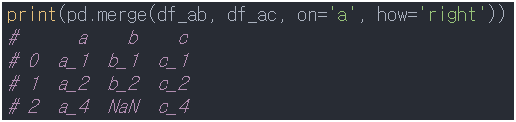 print(pd.merge(df_ab, df_ac, on='a', how='right'))
#      a    b    c
# 0  a_1  b_1  c_1
# 1  a_2  b_2  c_2
# 2  a_4  NaN  c_4